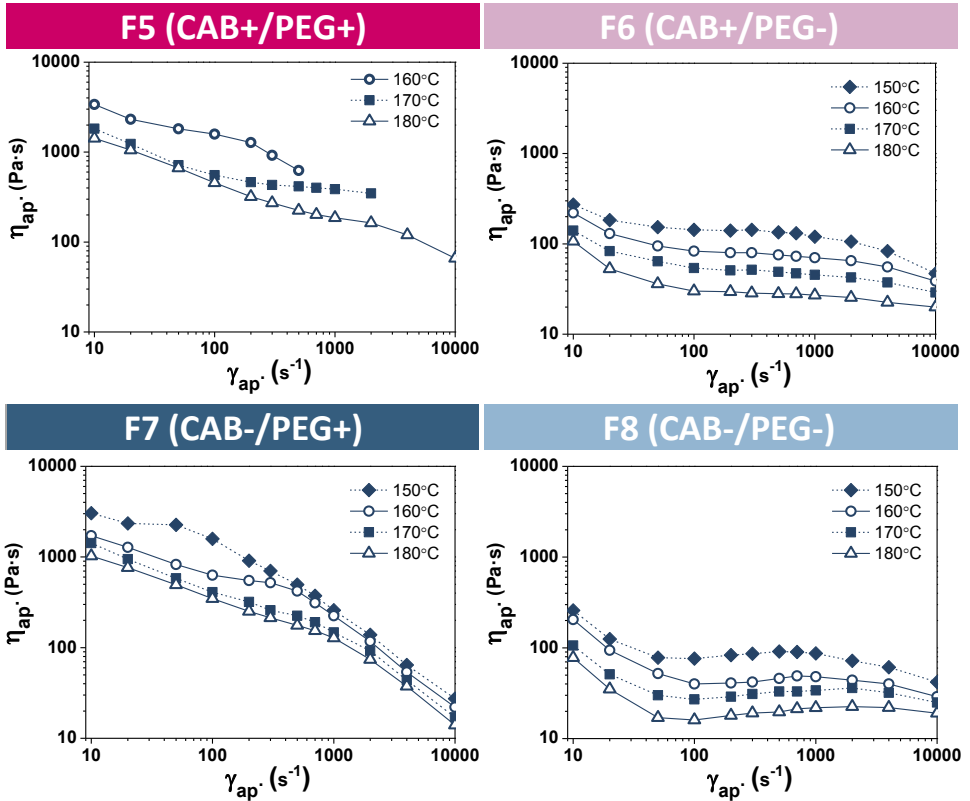 F5 (CAB+/PEG+)
10000
1000
100
10
ηap. (Pa·s)
160°C
170°C
180°C
10 100 1000 10000
γap. (s-1)
F6 (CAB+/PEG-)
10000
1000
100
10
ηap. (Pa·s)
150°C
160°C
170°C
180°C
10 100 1000 10000
γap. (s-1)
F7 (CAB-/PEG+)
10000
1000
100
10
ηap. (Pa·s)
150°C
160°C
170°C
180°C
10 100 1000 10000
γap. (s-1)
F8 (CAB-/PEG-)
10000
1000
100
10
ηap. (Pa·s)
150°C
160°C
170°C
180°C
10 100 1000 10000
γap. (s-1)